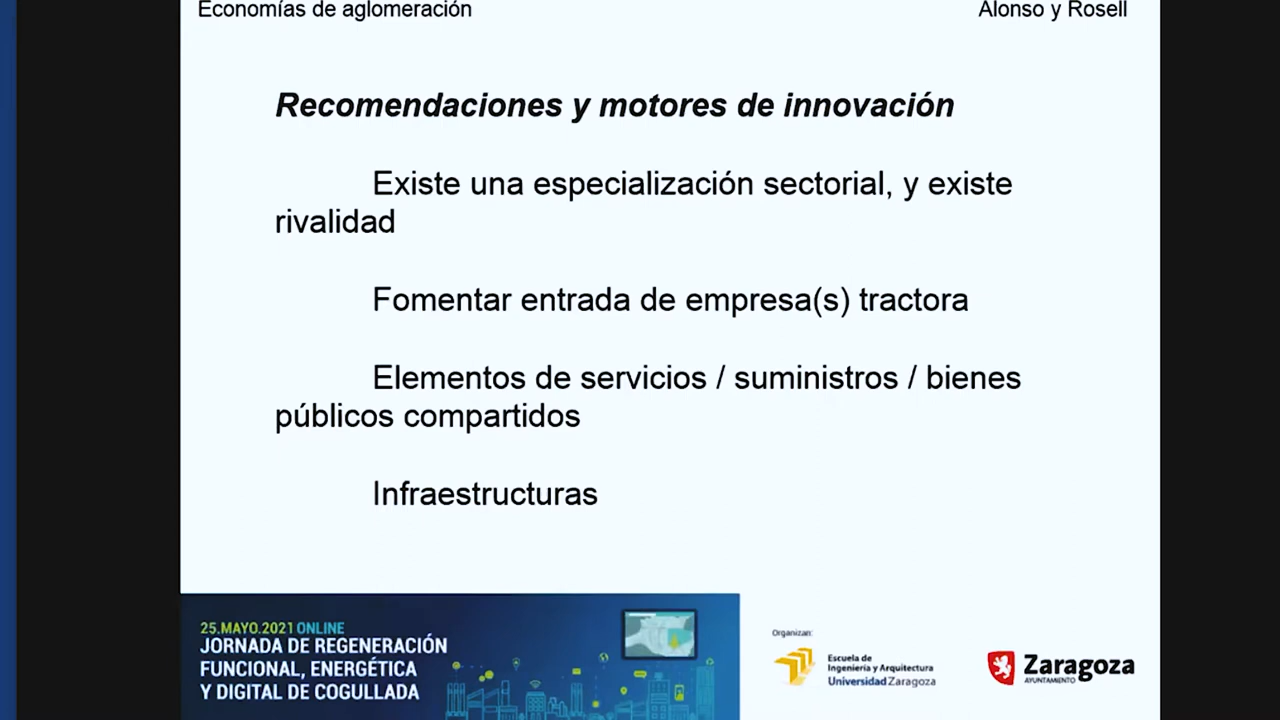 Economías de aglomeración
Alonso y Rosell
Recomendaciones y motores de innovación
Existe una especialización sectorial, y existe
rivalidad
Fomentar entrada de empresa(s) tractora
Elementos de servicios / suministros / bienes
públicos compartidos
Infraestructuras
25.MAYO.2021 ONLINE
JORNADA DE REGENERACIÓN
FUNCIONAL, ENERGÉTICA
Y DIGITAL DE COGULLADA
Organizan:
Escuela de
Ingeniería y Arquitectura
Universidad Zaragoza
Zaragoza
AYUNTAMIENTO